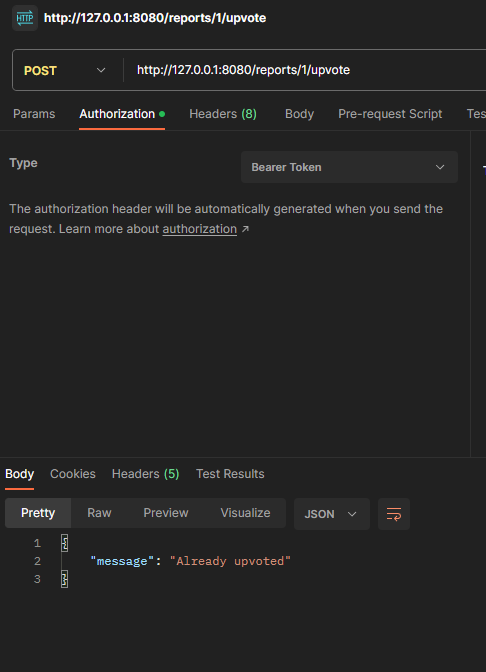 HTTP http://127.0.0.1:8080/reports/1/upvote
POST http://127.0.0.1:8080/reports/1/upvote
Params Authorization Headers (8) Body Pre-request Script Tes
Type Bearer Token
The authorization header will be automatically generated when you send the
request. Learn more about authorization ↗
Body Cookies Headers (5) Test Results
Pretty Raw Preview Visualize JSON
1 {
2 "message": "Already upvoted"
3 }